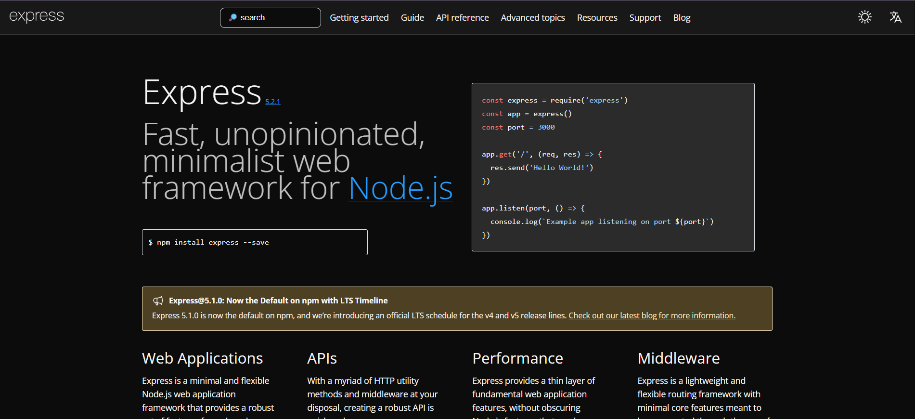 express
search
Getting started
Guide
API reference
Advanced topics
Resources
Support
Blog
Express 5.2.1
Fast, unopinionated,
minimalist web
framework for Node.js
$ npm install express --save
const express = require('express')
const app = express()
const port = 3000
app.get('/', (req, res) => {
res.send('Hello World!')
})
app.listen(port, () => {
console.log(`Example app listening on port ${port}`)
})
Express@5.1.0: Now the Default on npm with LTS Timeline
Express 5.1.0 is now the default on npm, and we're introducing an official LTS schedule for the v4 and v5 release lines. Check out our latest blog for more information.
Web Applications
Express is a minimal and flexible
Node.js web application
framework that provides a robust
APIs
With a myriad of HTTP utility
methods and middleware at your
disposal, creating a robust API is
Performance
Express provides a thin layer of
fundamental web application
features, without obscuring
Middleware
Express is a lightweight and
flexible routing framework with
minimal core features meant to